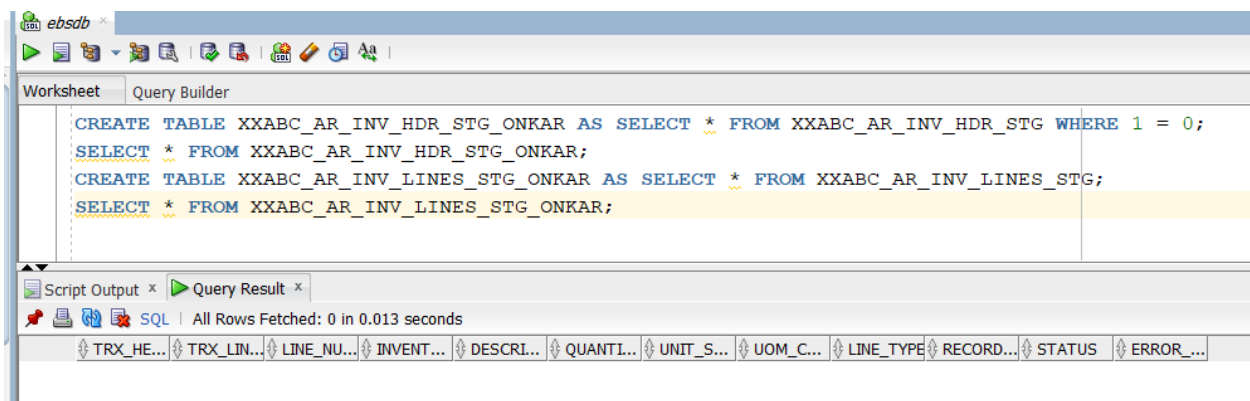 ebsdb
Worksheet Query Builder
CREATE TABLE XXABC_AR_INV_HDR_STG_ONKAR AS SELECT * FROM XXABC_AR_INV_HDR_STG WHERE 1 = 0;
SELECT * FROM XXABC_AR_INV_HDR_STG_ONKAR;
CREATE TABLE XXABC_AR_INV_LINES_STG_ONKAR AS SELECT * FROM XXABC_AR_INV_LINES_STG;
SELECT * FROM XXABC_AR_INV_LINES_STG_ONKAR;
Script Output x Query Result x
SQL | All Rows Fetched: 0 in 0.013 seconds
TRX_HE... TRX_LIN... LINE_NU... INVENT... DESCRI... QUANTI... UNIT_S... UOM_C... LINE_TYPE RECORD... STATUS ERROR_...